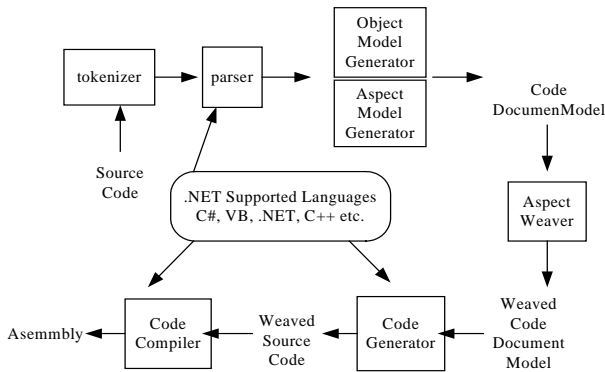 tokenizer
parser
Object
Model
Generator
Aspect
Model
Generator
Code
DocumenModel
Source
Code
.NET Supported Languages
C#, VB, .NET, C++ etc.
Aspect
Weaver
Asemmbly
Code
Compiler
Weaved
Source
Code
Code
Generator
Weaved
Code
Document
Model